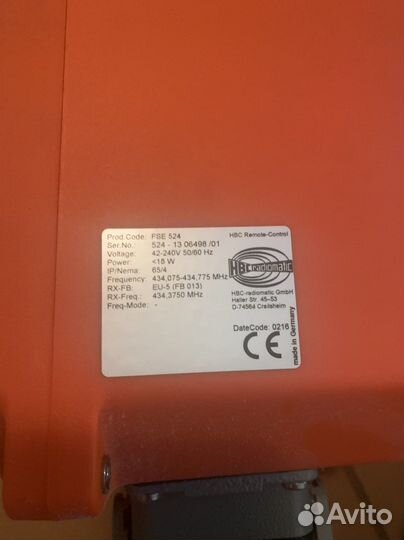 Prod Code: FSE 524
Ser.No.: 524 - 13 06498 /01
Voltage: 42-240V 50/60 Hz
Power: <18 W
IP/Nema: 65/4
Frequency: 434,075-434,775 MHz
RX-FB: EU-5 (FB 013)
RX-Freq.: 434,3750 MHz
Freq-Mode: -
HBC Remote-Control
HBC-radiomatic
HBC-radiomatic GmbH
Haller Str. 45-53
D-74564 Crailsheim
DateCode: 0216
CE
made in Germany
Avito